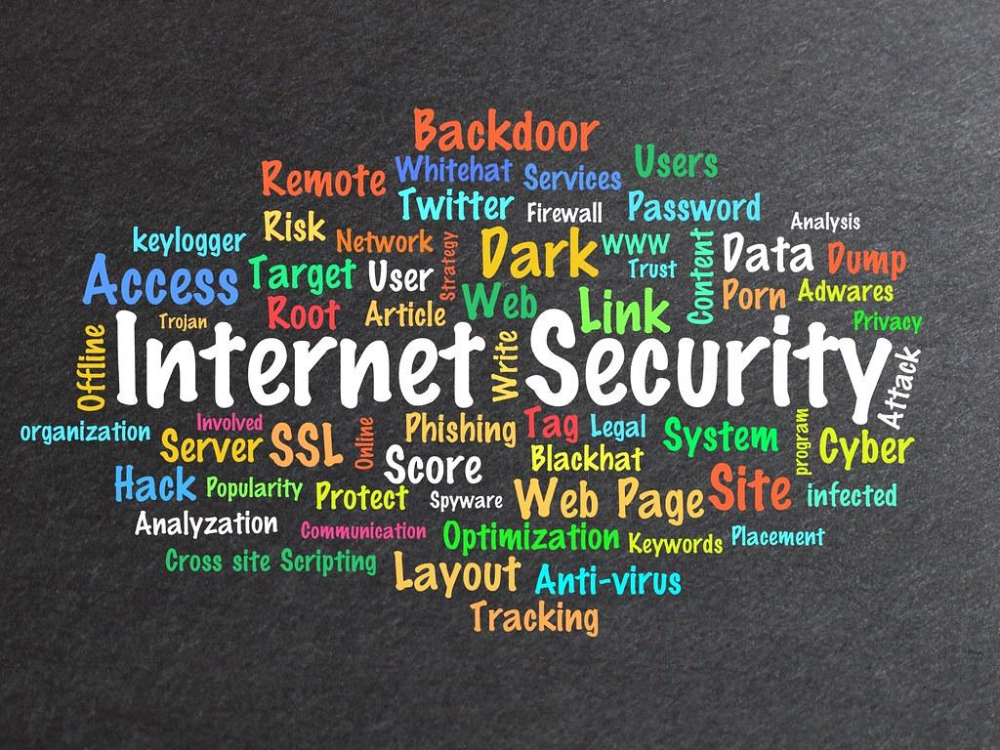 Backdoor
Remote Whitehat Services Users
Twitter Firewall Password
keylogger Risk Network Strategy Dark www Content Data Analysis
Access Target User Trust Dump
Trojan Root Article Web Link Porn Adwares
Privacy
Offline Internet Write Security Attack
organization Involved Online Phishing Tag Legal System program Cyber
Server SSL Score Blackhat
Hack Popularity Protect Spyware Web Page Site infected
Analyzation Communication Optimization Keywords Placement
Cross site Scripting Layout Anti-virus
Tracking